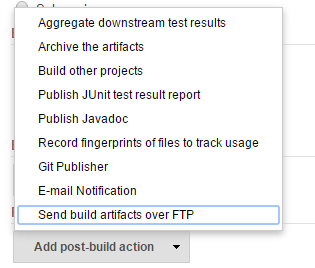 Aggregate downstream test results
Archive the artifacts
Build other projects
Publish JUnit test result report
Publish Javadoc
Record fingerprints of files to track usage
Git Publisher
E-mail Notification
Send build artifacts over FTP
Add post-build action